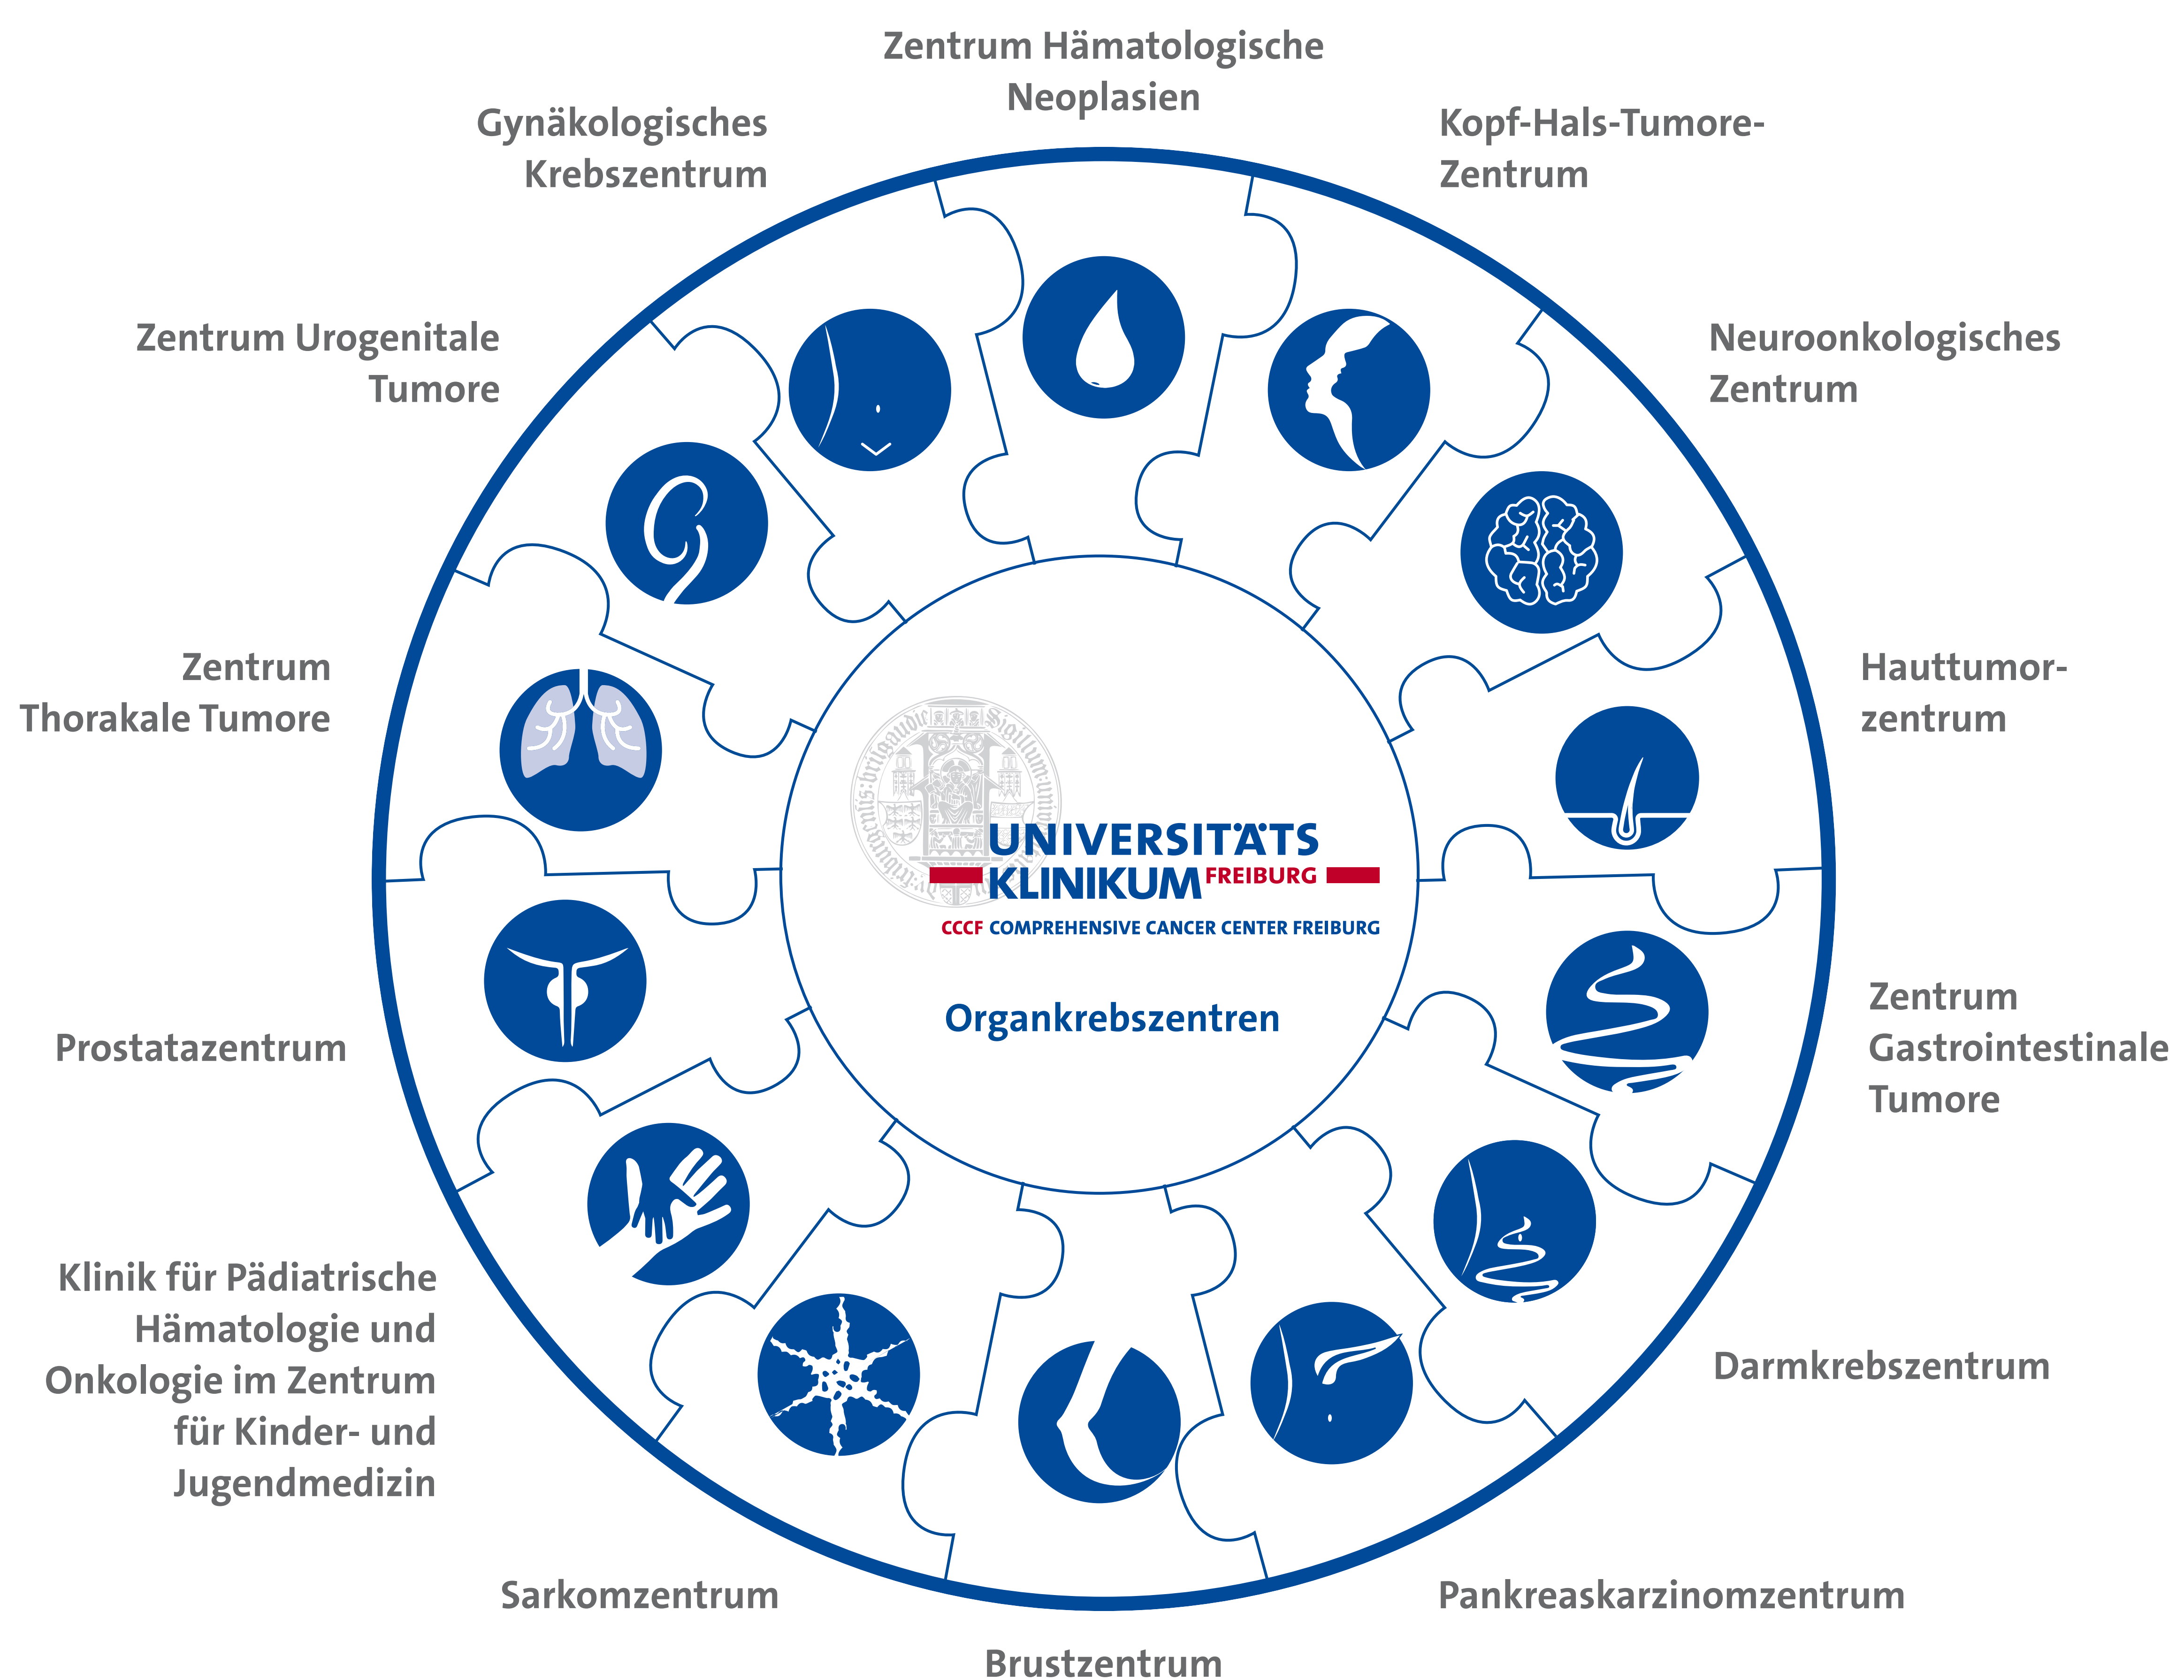 Zentrum Hämatologische
Neoplasien
Kopf-Hals-Tumore-
Zentrum
Neuroonkologisches
Zentrum
Hauttumor-
zentrum
Zentrum
Gastrointestinale
Tumore
Darmkrebszentrum
Pankreaskarzinomzentrum
Brustzentrum
Sarkomzentrum
Klinik für Pädiatrische
Hämatologie und
Onkologie im Zentrum
für Kinder- und
Jugendmedizin
Prostatazentrum
Zentrum
Thorakale Tumore
Zentrum Urogenitale
Tumore
Gynäkologisches
Krebszentrum
UNIVERSITÄTS
KLINIKUM FREIBURG
CCCF COMPREHENSIVE CANCER CENTER FREIBURG
Organkrebszentren